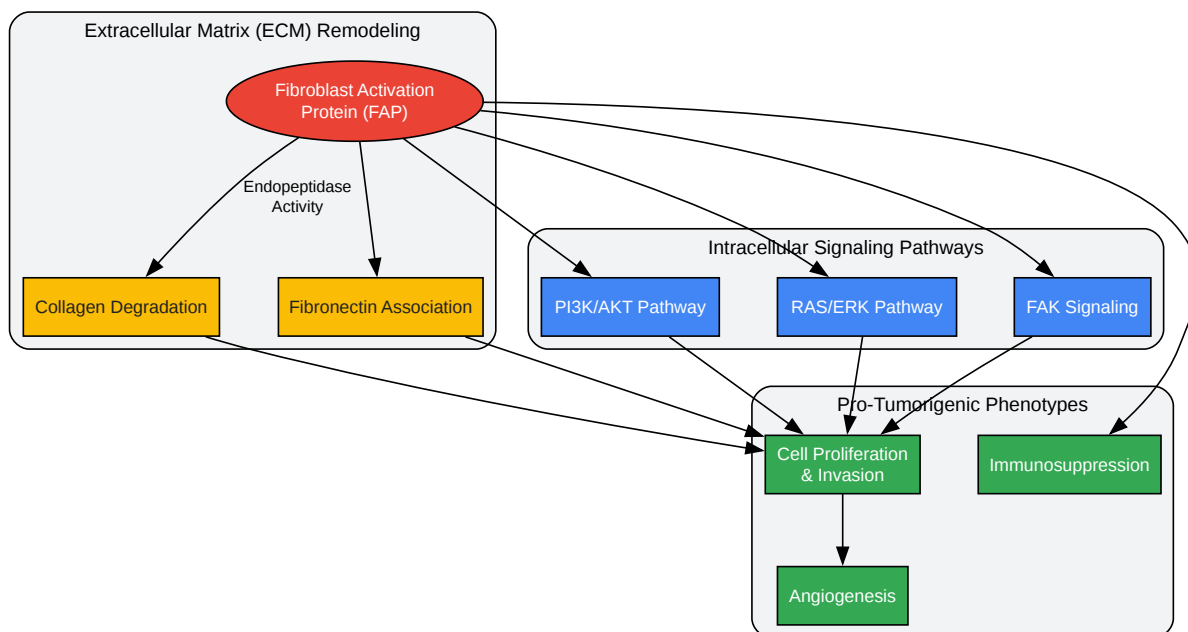 Extracellular Matrix (ECM) Remodeling
Fibroblast Activation
Protein (FAP)
Endopeptidase
Activity
Collagen Degradation
Fibronectin Association
Intracellular Signaling Pathways
PI3K/AKT Pathway
RAS/ERK Pathway
FAK Signaling
Pro-Tumorigenic Phenotypes
Cell Proliferation
& Invasion
Immunosuppression
Angiogenesis